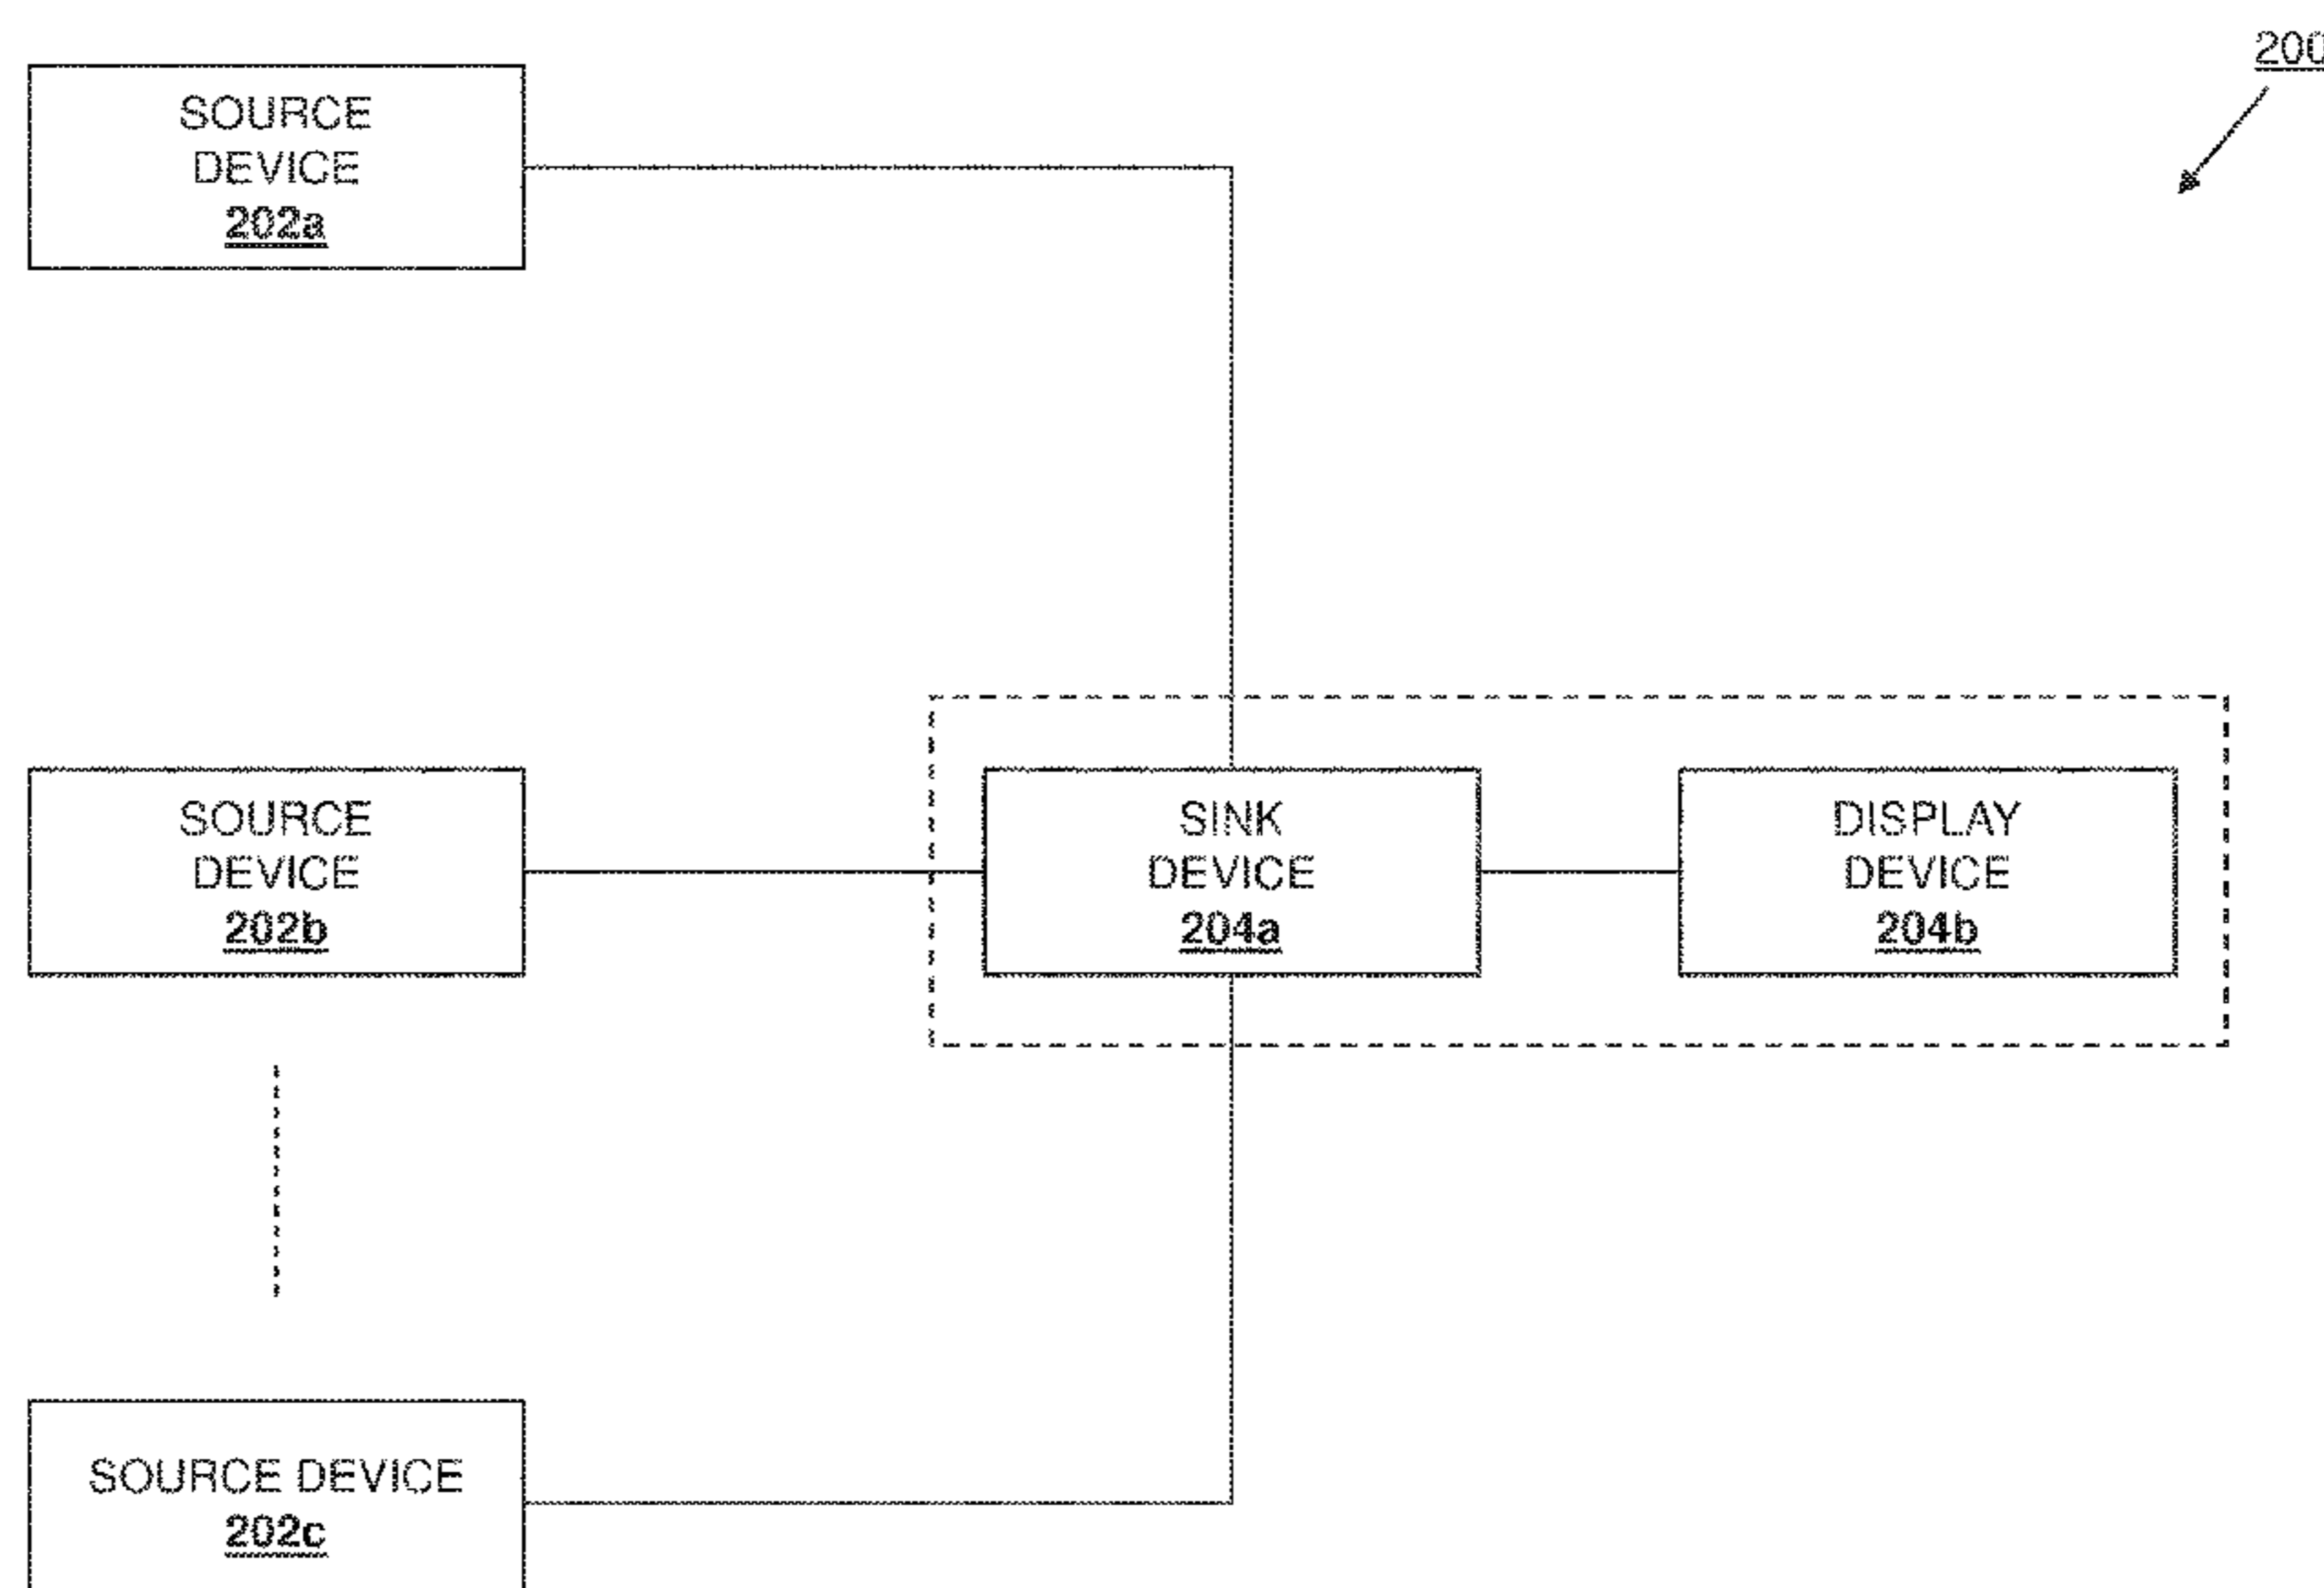 200
SOURCE
DEVICE
202a
SOURCE
DEVICE
202b
SINK
DEVICE
204a
DISPLAY
DEVICE
204b
SOURCE DEVICE
202c